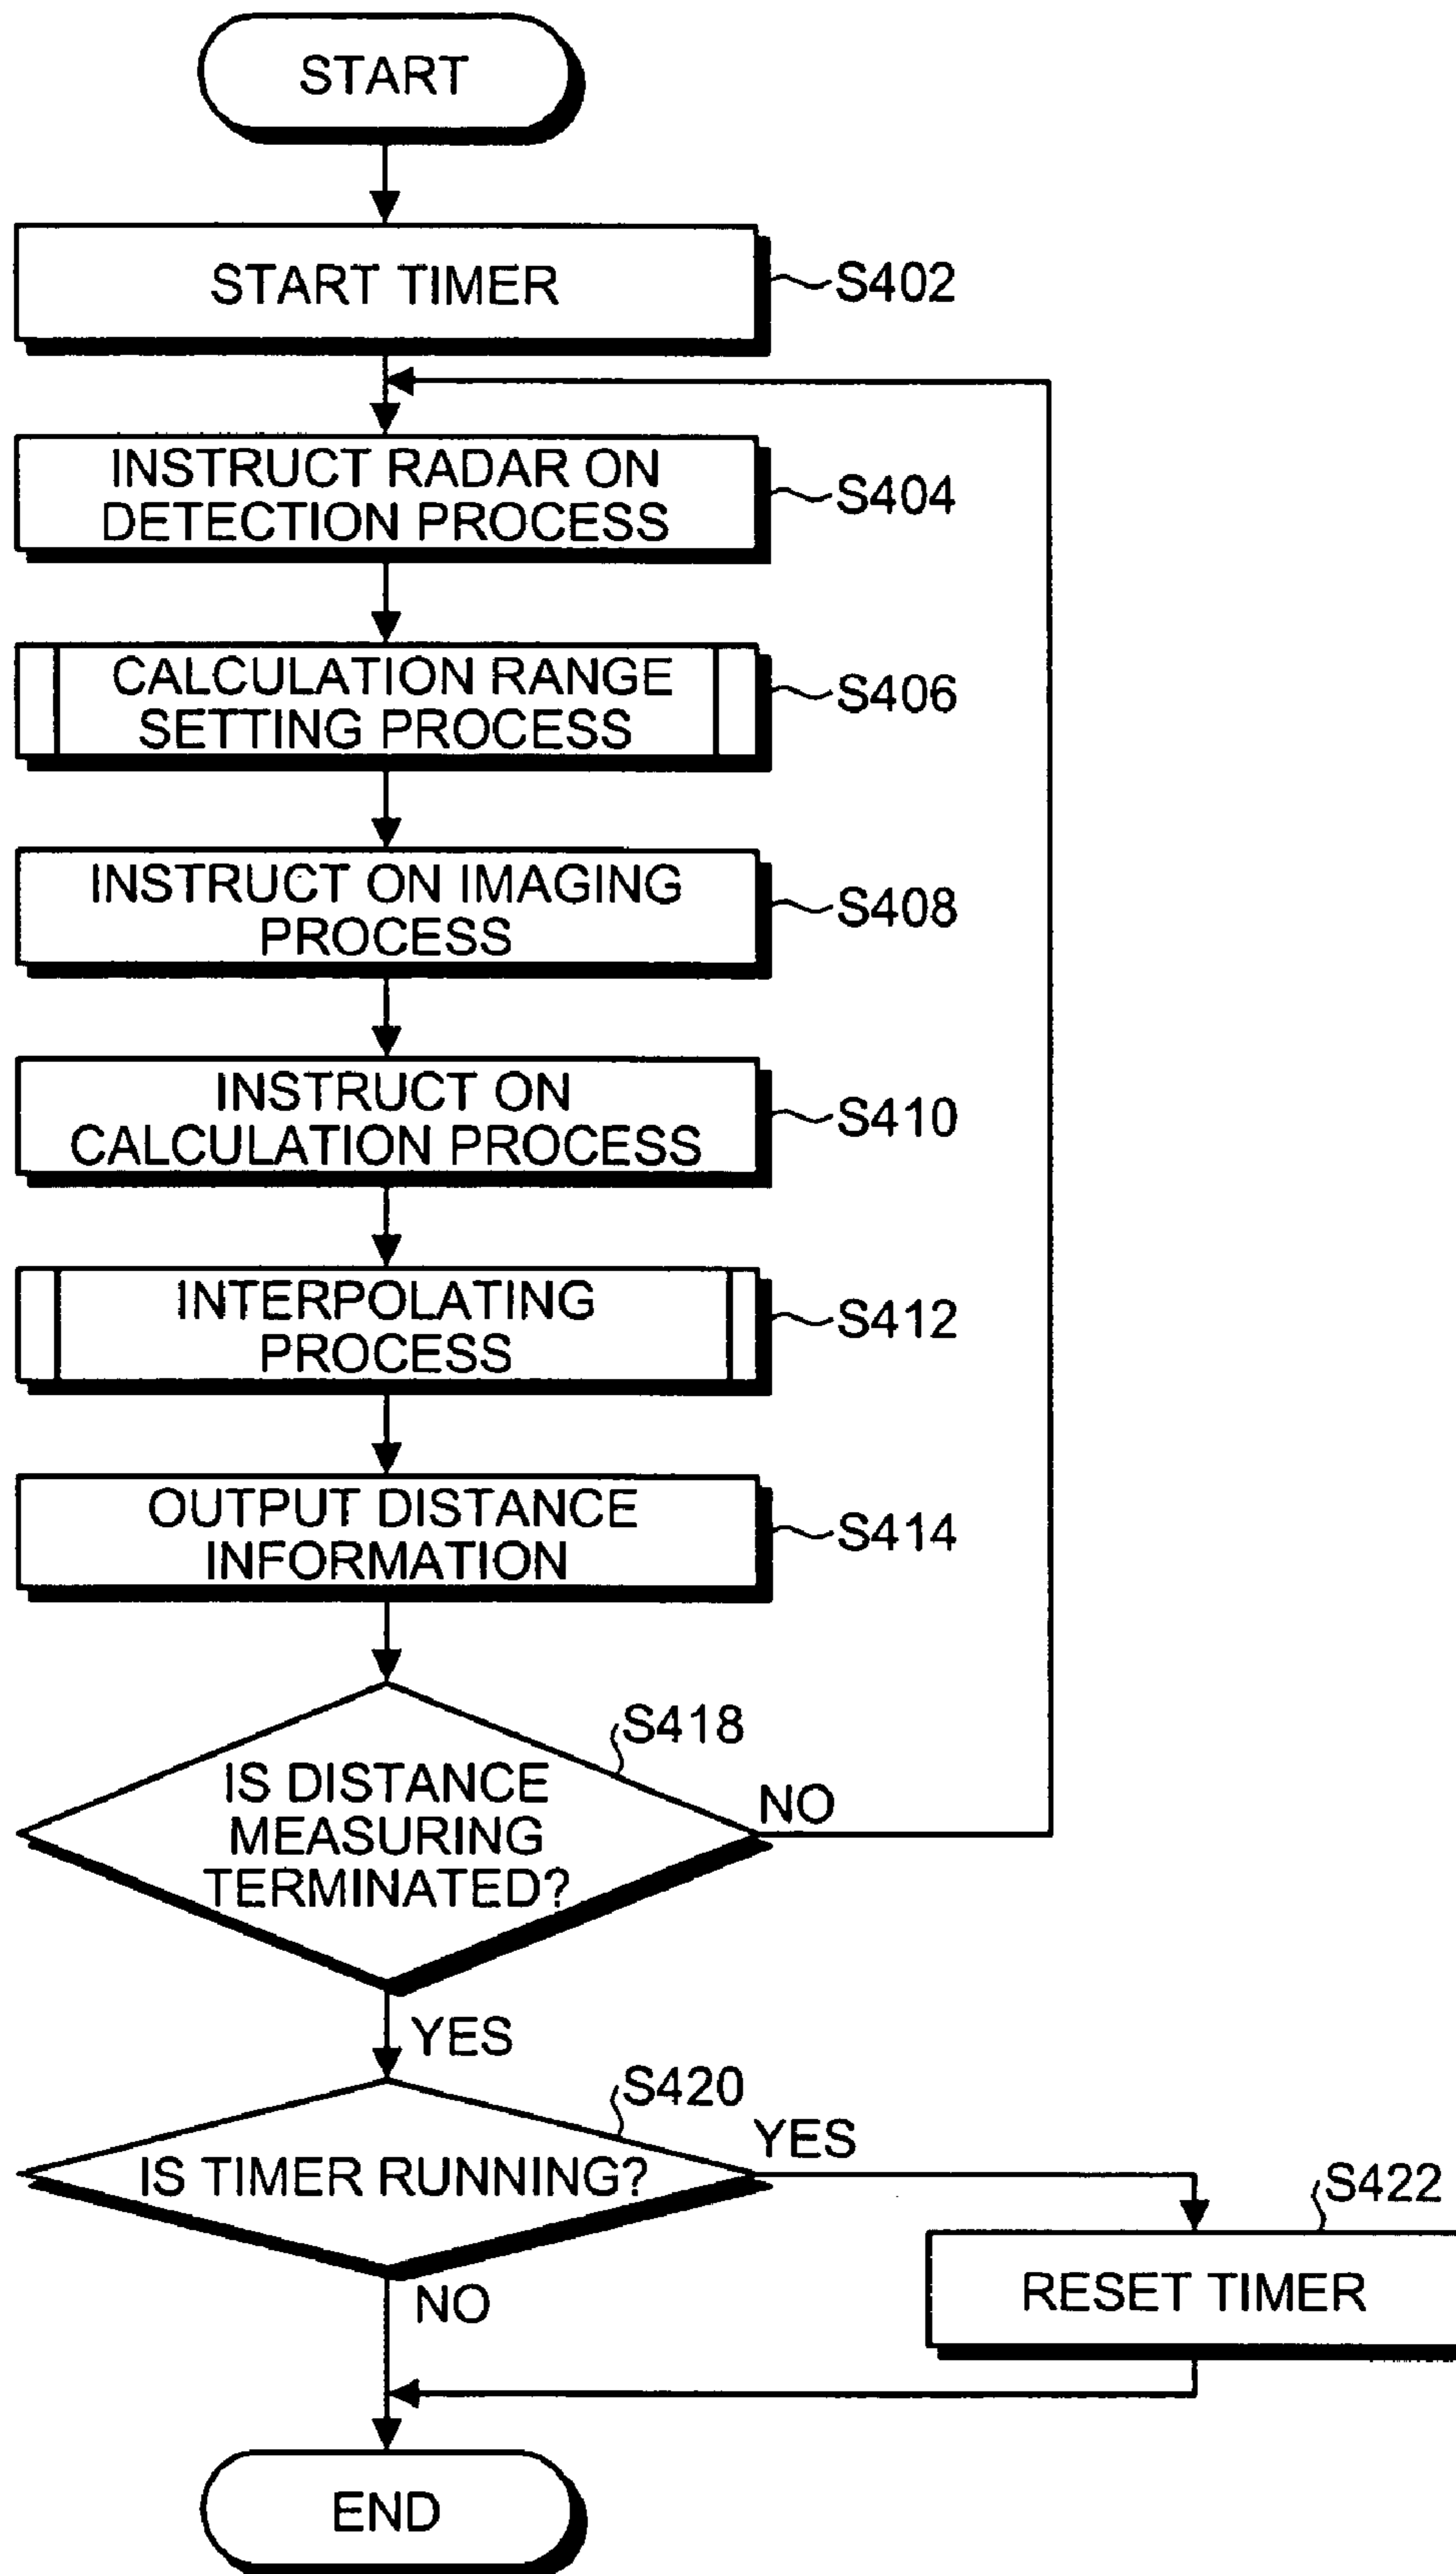 START
START TIMER
S402
INSTRUCT RADAR ON
DETECTION PROCESS
S404
CALCULATION RANGE
SETTING PROCESS
S406
INSTRUCT ON IMAGING
PROCESS
S408
INSTRUCT ON
CALCULATION PROCESS
S410
INTERPOLATING
PROCESS
S412
OUTPUT DISTANCE
INFORMATION
S414
S418
IS DISTANCE
MEASURING
TERMINATED?
NO
YES
S420
IS TIMER RUNNING?
YES
S422
RESET TIMER
NO
END